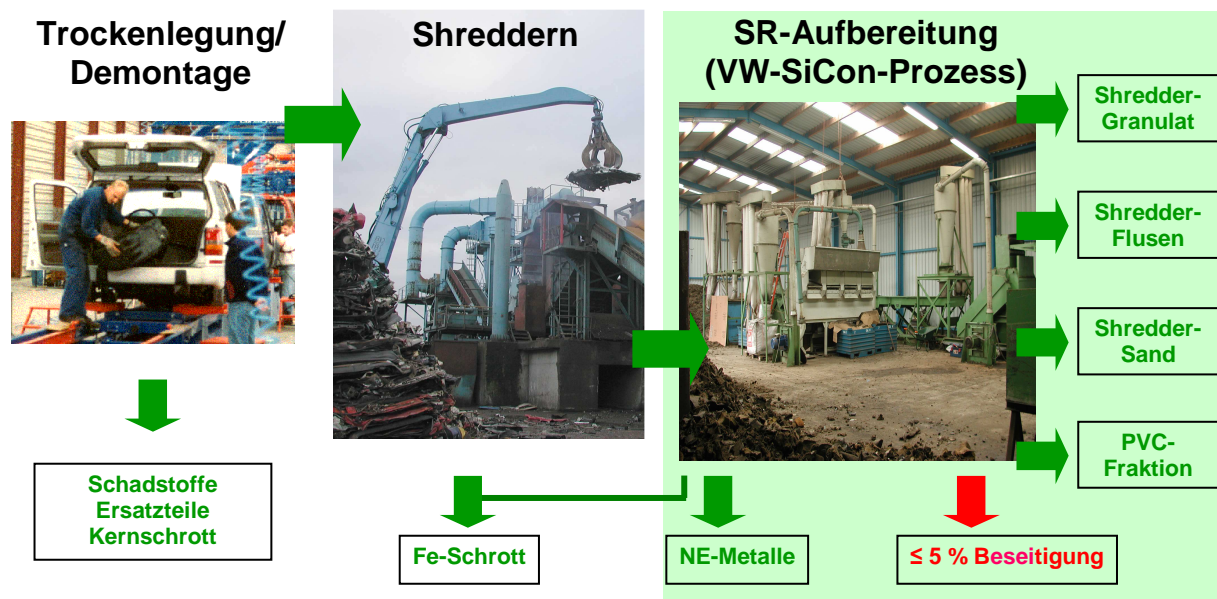 Trockenlegung/
Demontage
Shreddern
SR-Aufbereitung
(VW-SiCon-Prozess)
Shredder-
Granulat
Shredder-
Flusen
Shredder-
Sand
PVC-
Fraktion
Schadstoffe
Ersatzteile
Kernschrott
Fe-Schrott
NE-Metalle
≤ 5 % Beseitigung